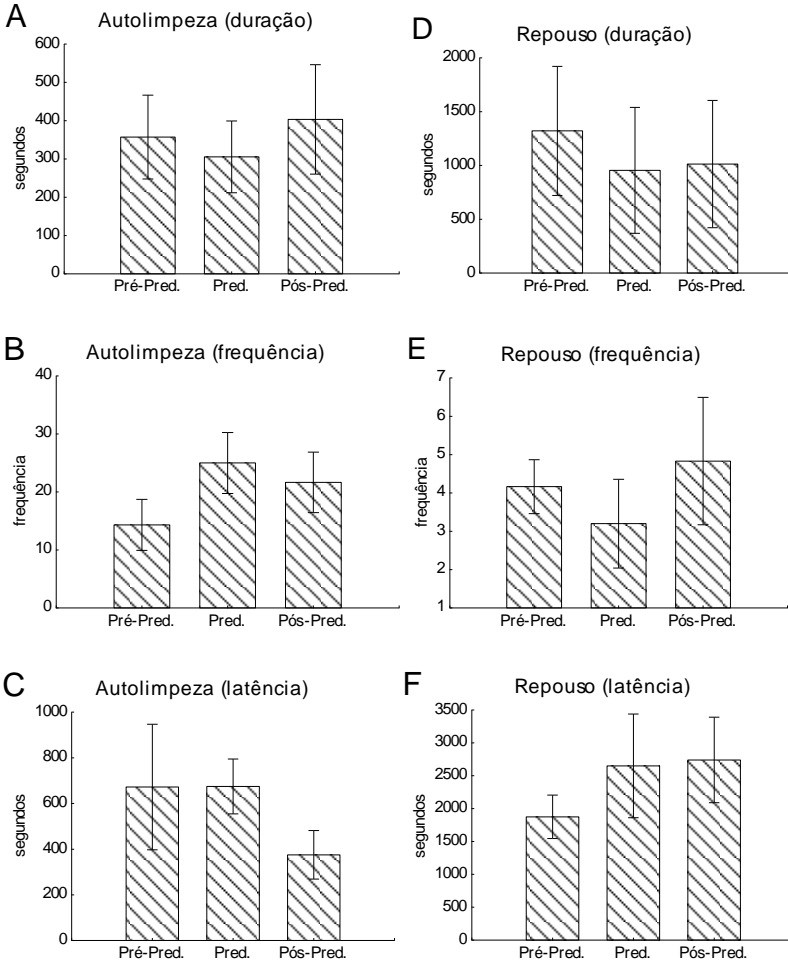 A
Autolimpeza (duração)
600
500
400
300
200
100
0
segundos
Pré-Pred. Pred. Pós-Pred.
D
Repouso (duração)
2000
1500
1000
500
0
segundos
Pré-Pred. Pred. Pós-Pred.
B
Autolimpeza (frequência)
40
30
20
10
0
frequência
Pré-Pred. Pred. Pós-Pred.
E
Repouso (frequência)
7
6
5
4
3
2
1
frequência
Pré-Pred. Pred. Pós-Pred.
C
Autolimpeza (latência)
1000
800
600
400
200
0
segundos
Pré-Pred. Pred. Pós-Pred.
F
Repouso (latência)
3500
3000
2500
2000
1500
1000
500
0
segundos
Pré-Pred. Pred. Pós-Pred.